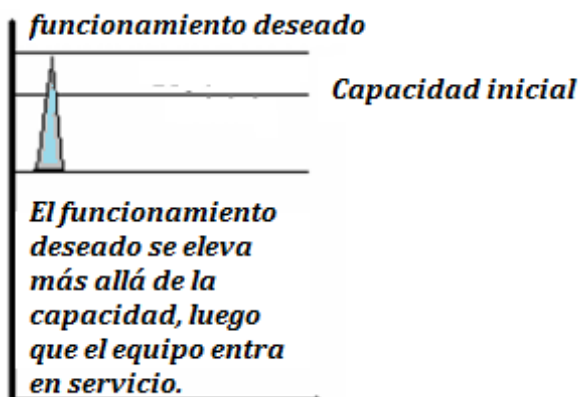 funcionamiento deseado
Capacidad inicial
El funcionamiento
deseado se eleva
más allá de la
capacidad, luego
que el equipo entra
en servicio.